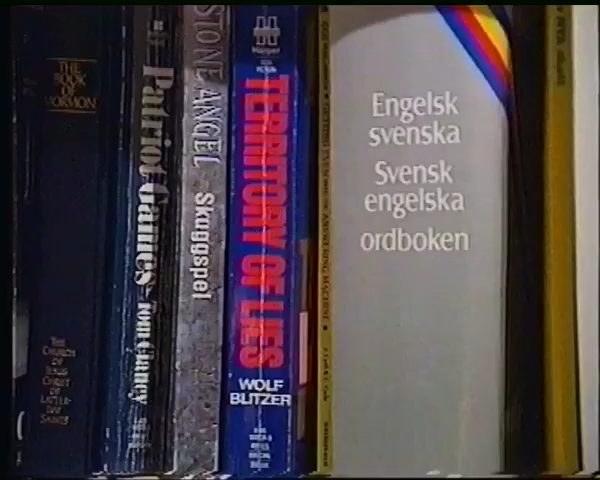 THE
BOOK
OF
MORMON
THE
CHURCH
OF
JESUS
CHRIST
OF
LATTER-
DAY
SAINTS
Patriot Games Tom Clancy
STONE ANGEL Skuggspel
Harper
TERRITORY OF LIES
WOLF
BLITZER
Engelsk
svenska
Svensk
engelska
ordboken